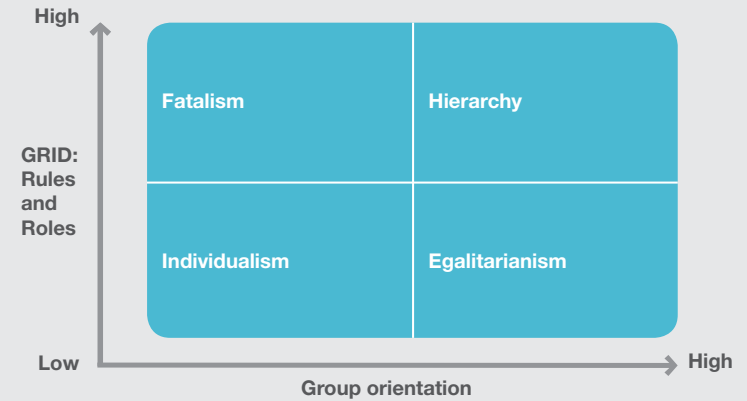 High
Fatalism
Hierarchy
GRID:
Rules
and
Roles
Individualism
Egalitarianism
Low
High
Group orientation